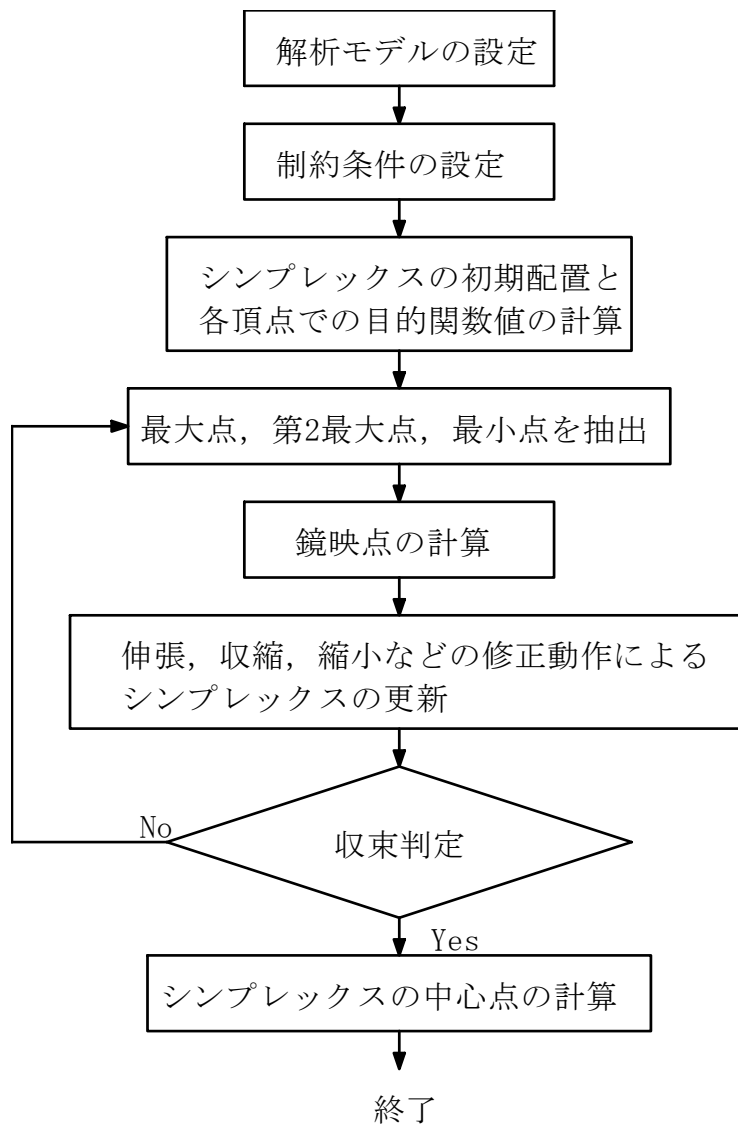 解析モデルの設定
制約条件の設定
シンプレックスの初期配置と
各頂点での目的関数値の計算
最大点，第2最大点，最小点を抽出
鏡映点の計算
伸張，収縮，縮小などの修正動作による
シンプレックスの更新
No
収束判定
Yes
シンプレックスの中心点の計算
終了